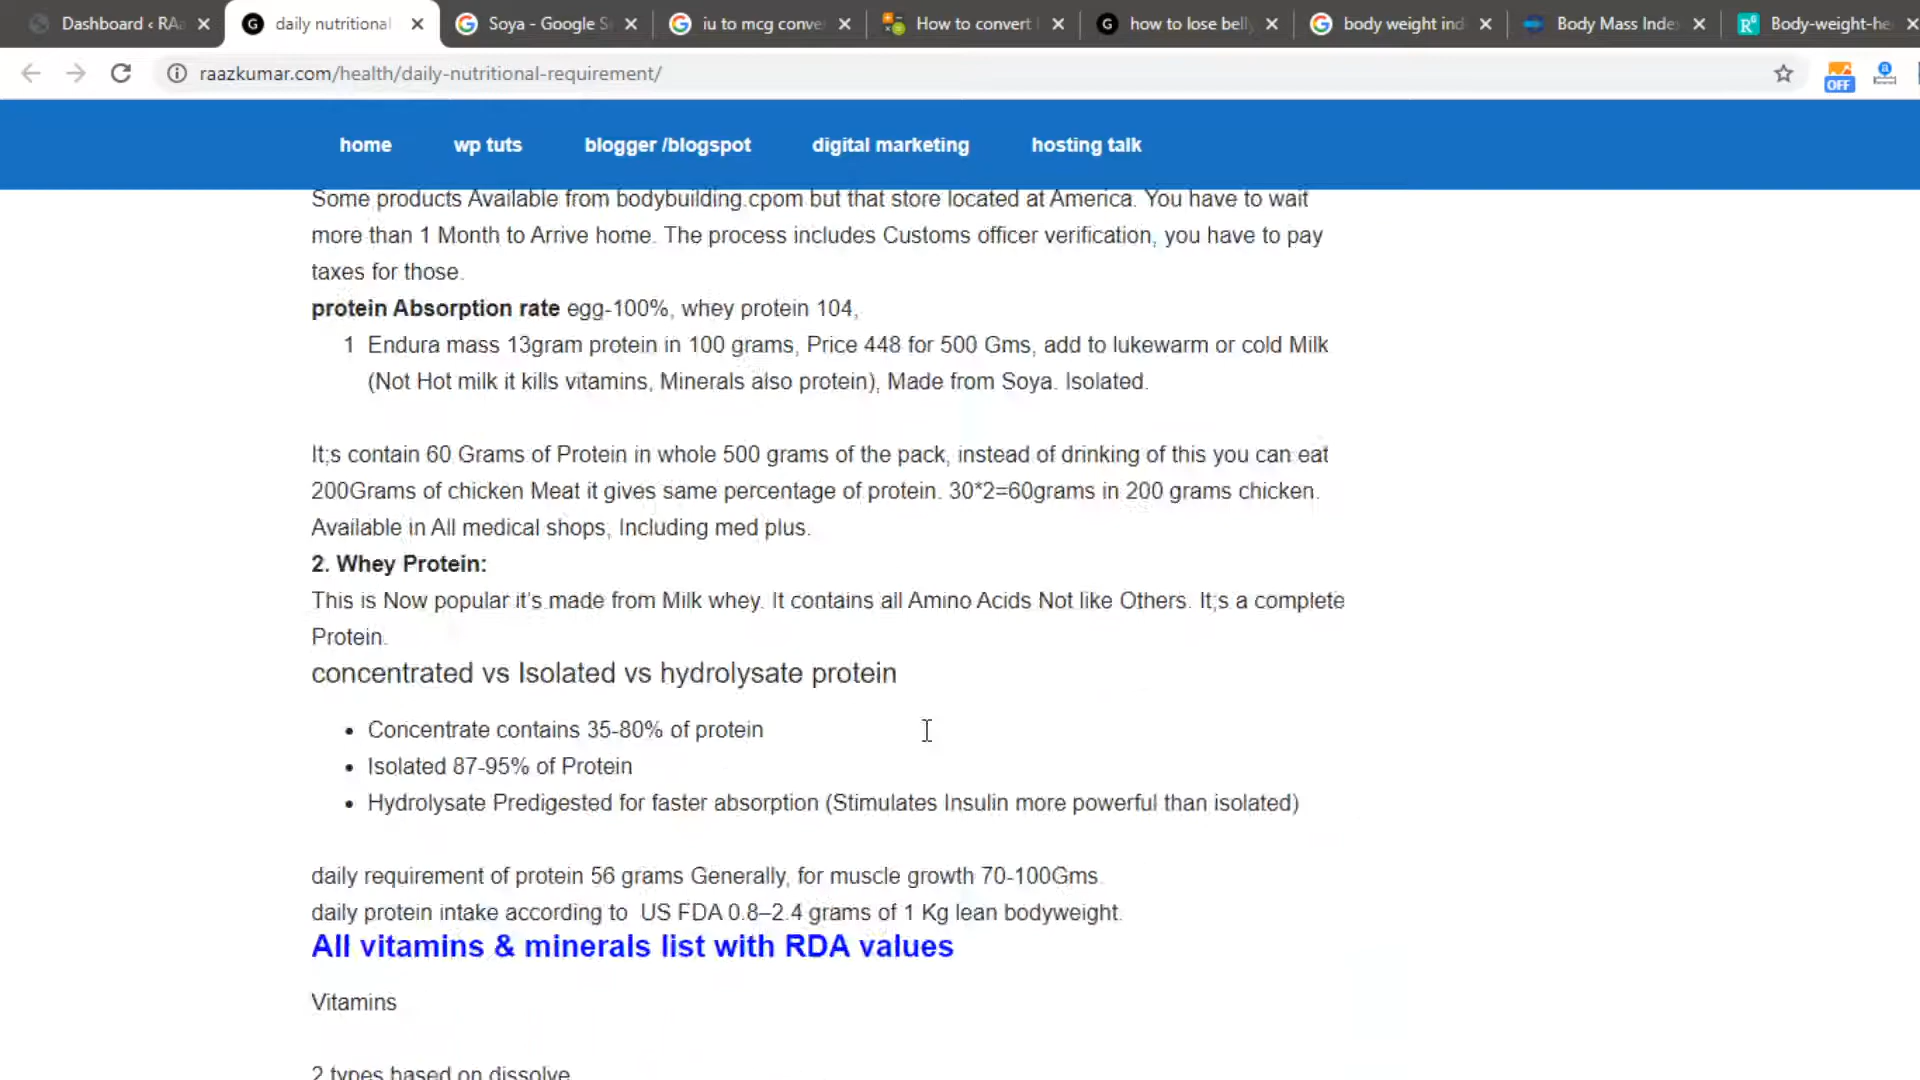 Dashboard ‹ RA
daily nutritional
Soya - Google S
iu to mcg conve
How to convert
how to lose bell
body weight ind
Body Mass Inde
Body-weight-he
raazkumar.com/health/daily-nutritional-requirement/
OFF
home
wp tuts
blogger /blogspot
digital marketing
hosting talk
Some products Available from bodybuilding.cpom but that store located at America. You have to wait
more than 1 Month to Arrive home. The process includes Customs officer verification, you have to pay
taxes for those.
protein Absorption rate egg-100%, whey protein 104,
1 Endura mass 13gram protein in 100 grams, Price 448 for 500 Gms, add to lukewarm or cold Milk
(Not Hot milk it kills vitamins, Minerals also protein), Made from Soya. Isolated.
It;s contain 60 Grams of Protein in whole 500 grams of the pack, instead of drinking of this you can eat
200Grams of chicken Meat it gives same percentage of protein. 30*2=60grams in 200 grams chicken.
Available in All medical shops, Including med plus.
2. Whey Protein:
This is Now popular it's made from Milk whey. It contains all Amino Acids Not like Others. It;s a complete
Protein.
concentrated vs Isolated vs hydrolysate protein
• Concentrate contains 35-80% of protein
• Isolated 87-95% of Protein
• Hydrolysate Predigested for faster absorption (Stimulates Insulin more powerful than isolated)
daily requirement of protein 56 grams Generally, for muscle growth 70-100Gms.
daily protein intake according to US FDA 0.8–2.4 grams of 1 Kg lean bodyweight.
All vitamins & minerals list with RDA values
Vitamins
2 types based on dissolve